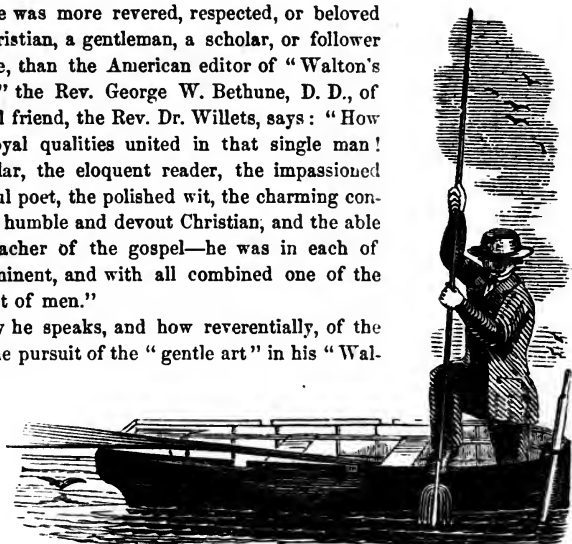 e was more revered, respected, or beloved
ristian, a gentleman, a scholar, or follower
e, than the American editor of "Walton's
" the Rev. George W. Bethune, D. D., of
l friend, the Rev. Dr. Willets, says: "How
oyal qualities united in that single man!
lar, the eloquent reader, the impassioned
ul poet, the polished wit, the charming con-
humble and devout Christian, and the able
eacher of the gospel—he was in each of
minent, and with all combined one of the
t of men."
y he speaks, and how reverentially, of the
e pursuit of the "gentle art" in his "Wal-